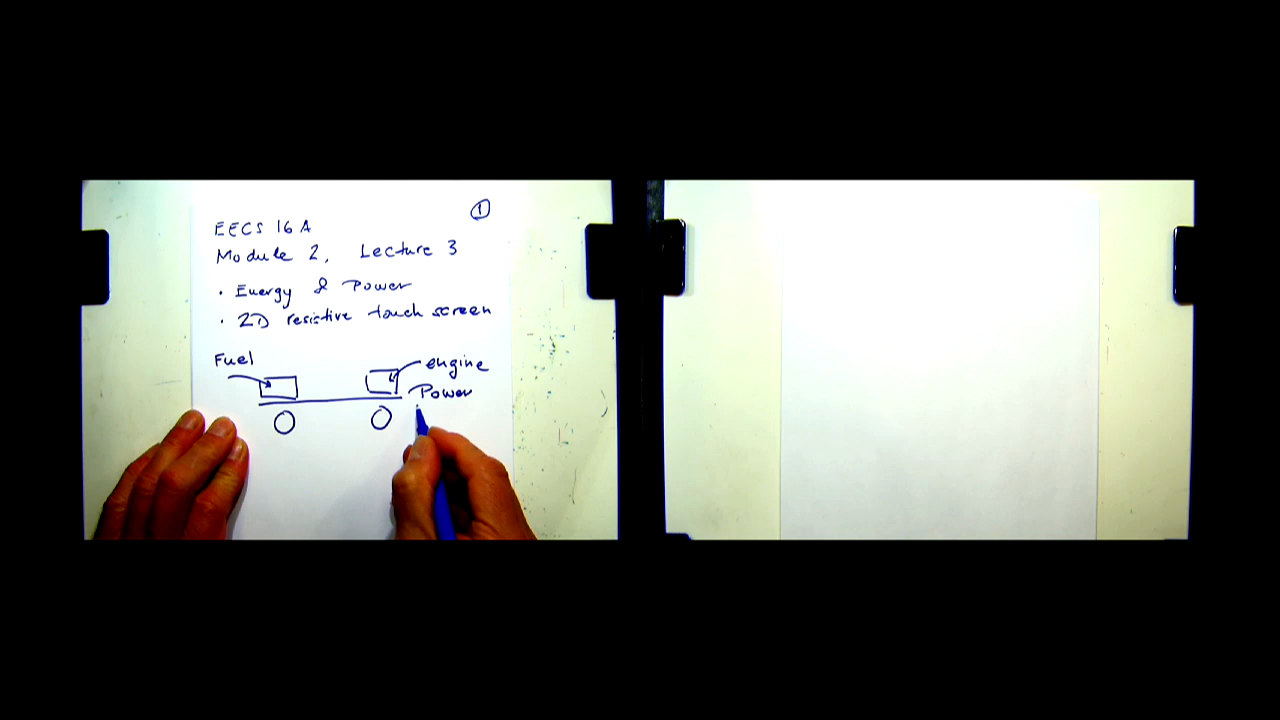 ①
EECS 16A
Module 2, Lecture 3
· Energy & Power
· 2D resistive touch screen
Fuel
engine
Power